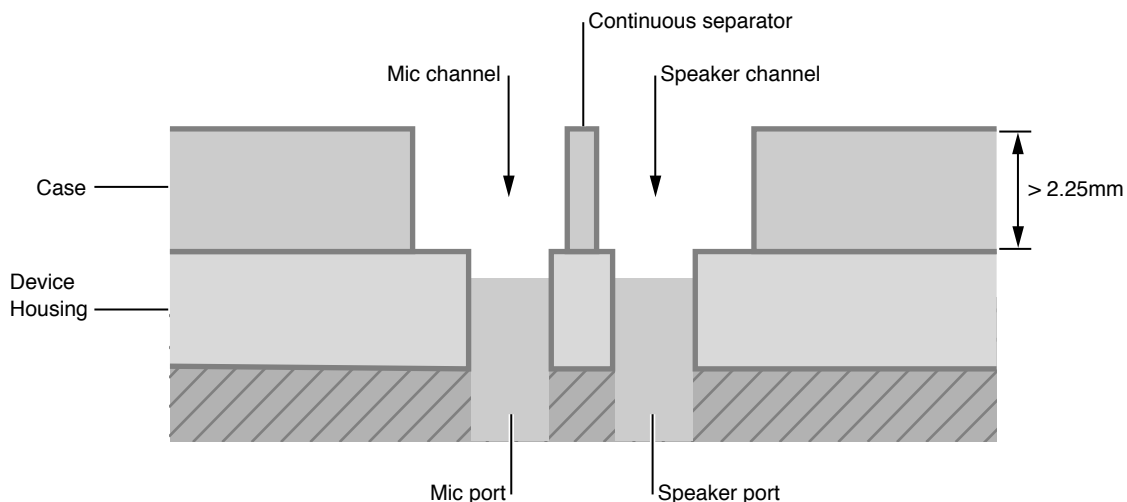 Continuous separator
Mic channel
Speaker channel
Case
> 2.25mm
Device
Housing
Mic port
Speaker port